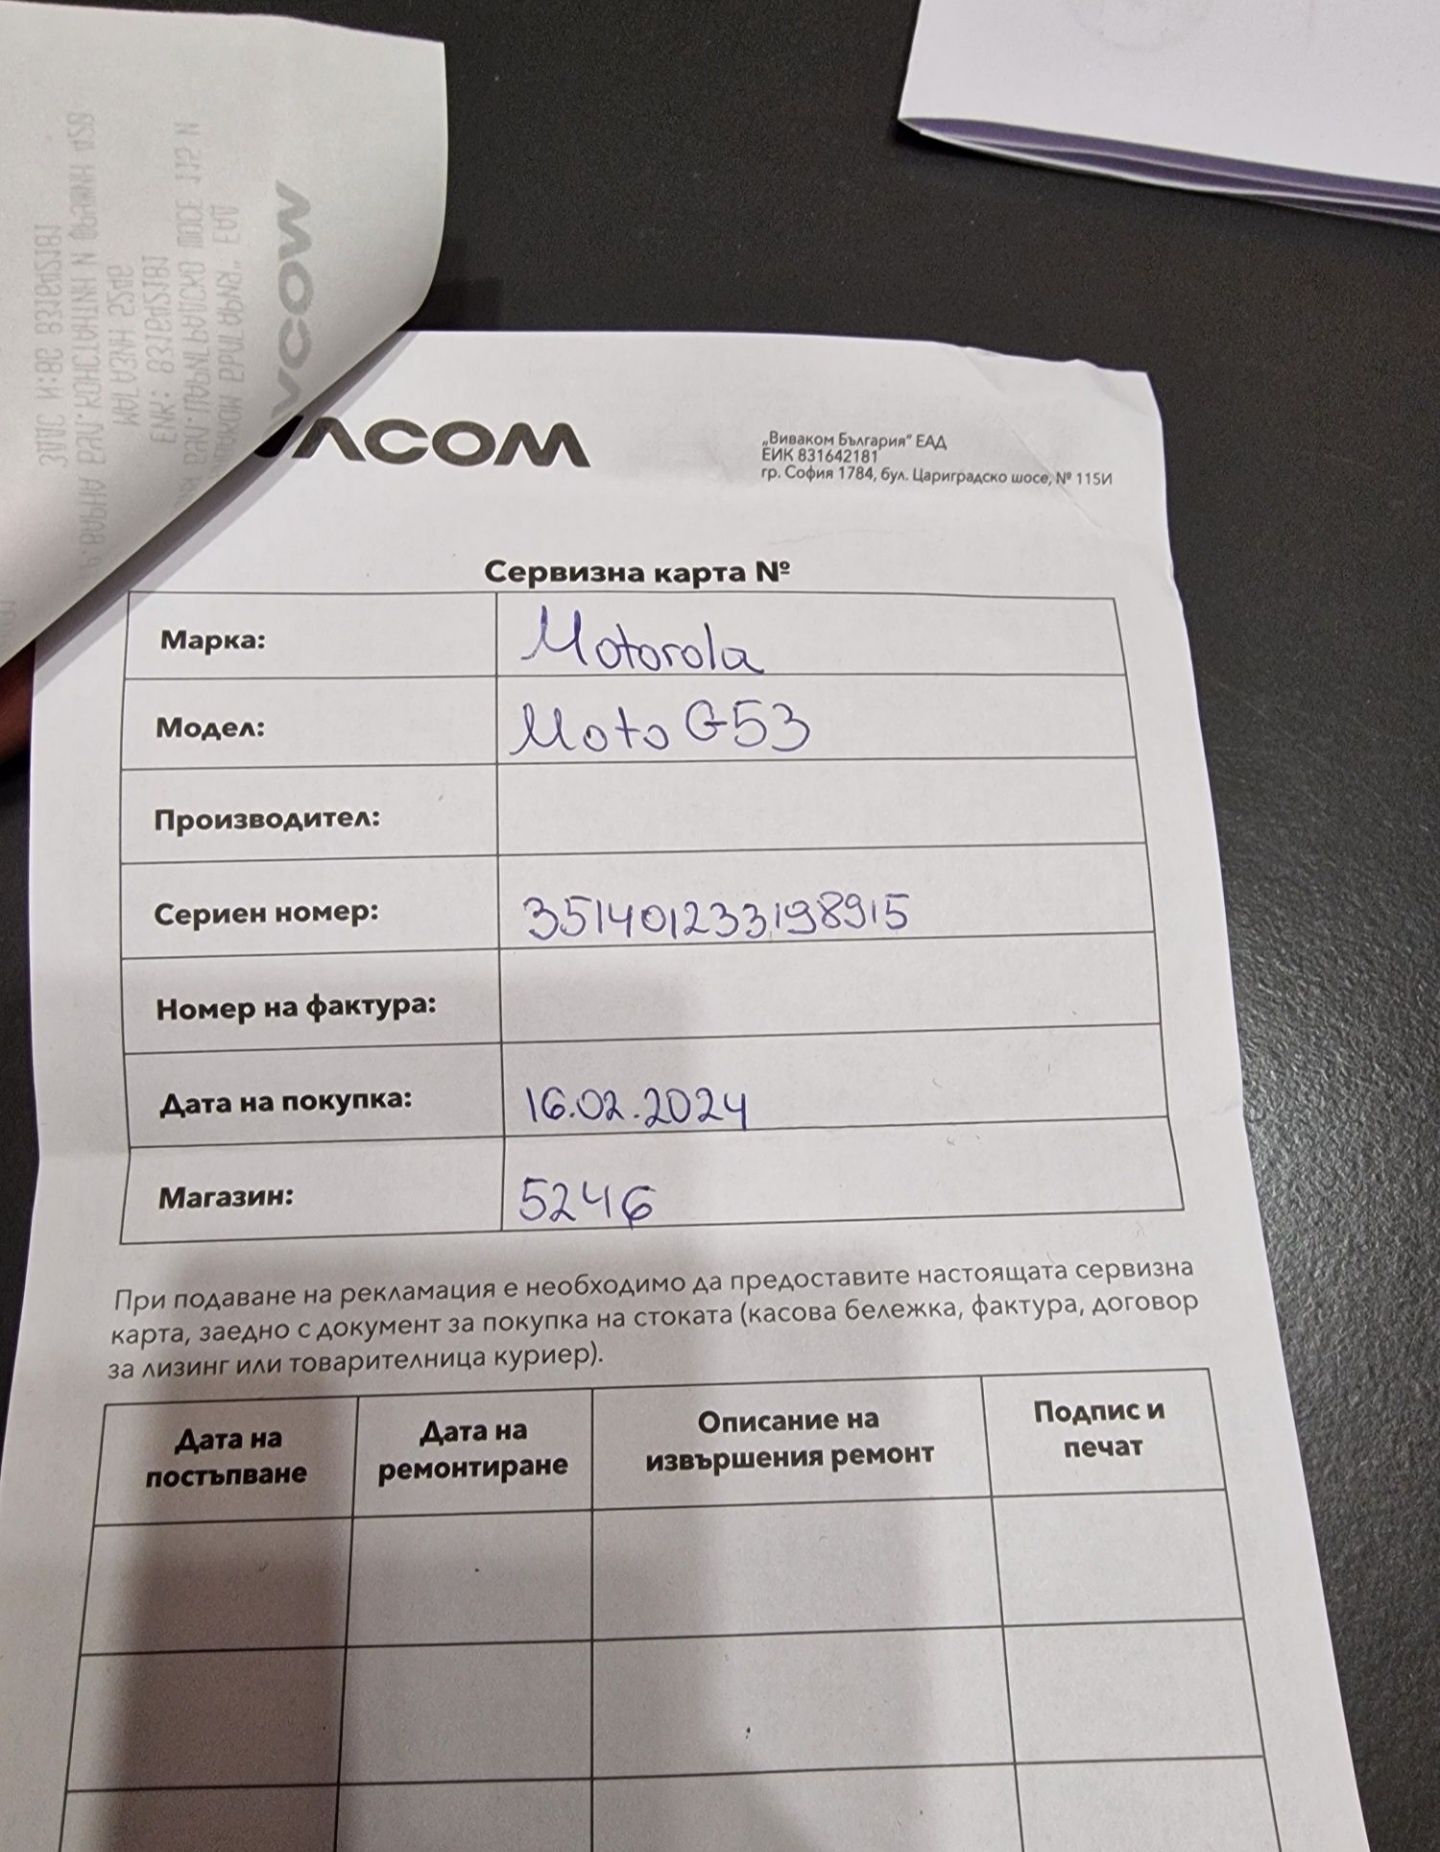 VIVACOM
„Виваком България" ЕАД
ЕИК 831642181
гр. София 1784, бул. Цариградско шосе, № 115И
Сервизна карта №
Марка: Motorola
Модел: Moto G53
Производител:
Сериен номер: 351401233198915
Номер на фактура:
Дата на покупка: 16.02.2024
Магазин: 5246
При подаване на рекламация е необходимо да предоставите настоящата сервизна
карта, заедно с документ за покупка на стоката (касова бележка, фактура, договор
за лизинг или товарителница куриер).
Дата на постъпване
Дата на ремонтиране
Описание на извършения ремонт
Подпис и печат